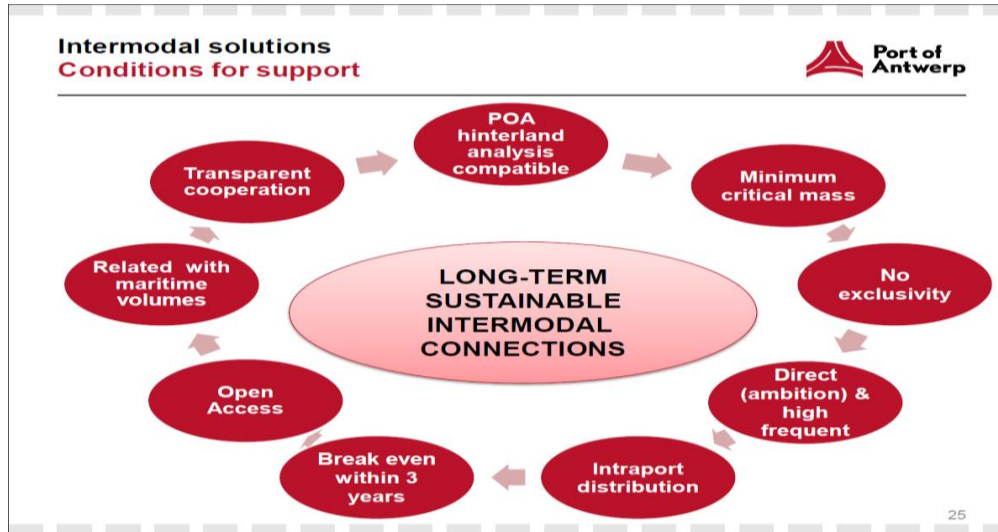 Intermodal solutions
Conditions for support
Port of
Antwerp
POA
hinterland
analysis
compatible
Minimum
critical mass
No
exclusivity
Direct
(ambition) &
high
frequent
Intraport
distribution
Break even
within 3
years
Open
Access
Related with
maritime
volumes
Transparent
cooperation
LONG-TERM
SUSTAINABLE
INTERMODAL
CONNECTIONS
25